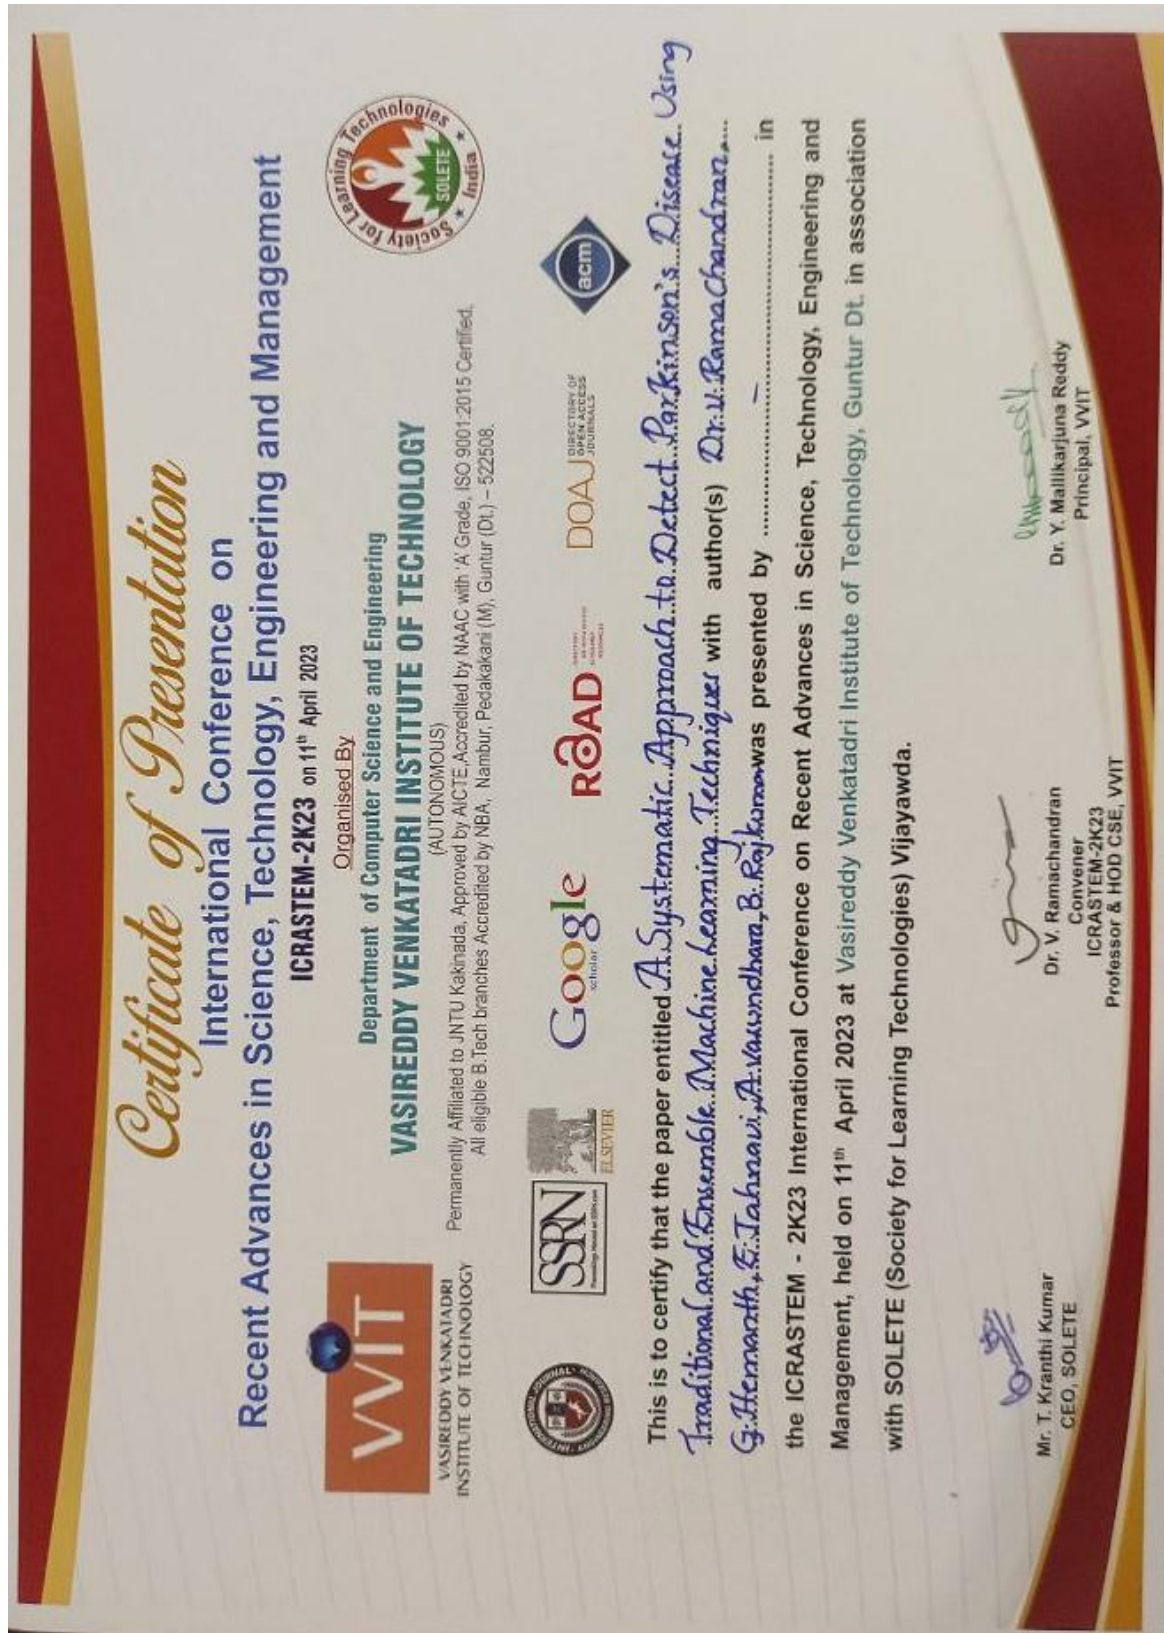 Certificate of Presentation
International Conference on
Recent Advances in Science, Technology, Engineering and Management
ICRASTEM-2K23 on 11th April 2023
Organised By
Department of Computer Science and Engineering
VASIREDDY VENKATADRI INSTITUTE OF TECHNOLOGY
(AUTONOMOUS)
Permanently Affiliated to JNTU Kakinada, Approved by AICTE, Accredited by NAAC with 'A' Grade, ISO 9001:2015 Certified,
All eligible B.Tech branches Accredited by NBA, Nambur, Pedakakani (M), Guntur (Dt.) – 522508.
VVIT
VASIREDDY VENKATADRI
INSTITUTE OF TECHNOLOGY
Society for Learning Technologies
SOLETE
India
INTERNATIONAL JOURNAL
SSRN
ELSEVIER
Google
scholar
ROAD
DOAJ
DIRECTORY OF
OPEN ACCESS
JOURNALS
acm
This is to certify that the paper entitled A Systematic Approach to Detect Parkinson's Disease Using
Traditional and Ensemble Machine Learning Techniques with author(s) Dr. V. Ramachandran,
G. Hemanth, E. Jahnavi, A. Vasundhara, B. Rajkumar was presented by - in
the ICRASTEM - 2K23 International Conference on Recent Advances in Science, Technology, Engineering and
Management, held on 11th April 2023 at Vasireddy Venkatadri Institute of Technology, Guntur Dt. in association
with SOLETE (Society for Learning Technologies) Vijayawda.
Mr. T. Kranthi Kumar
CEO, SOLETE
Dr. V. Ramachandran
Convener
ICRASTEM-2K23
Professor & HOD CSE, VVIT
Dr. Y. Mallikarjuna Reddy
Principal, VVIT